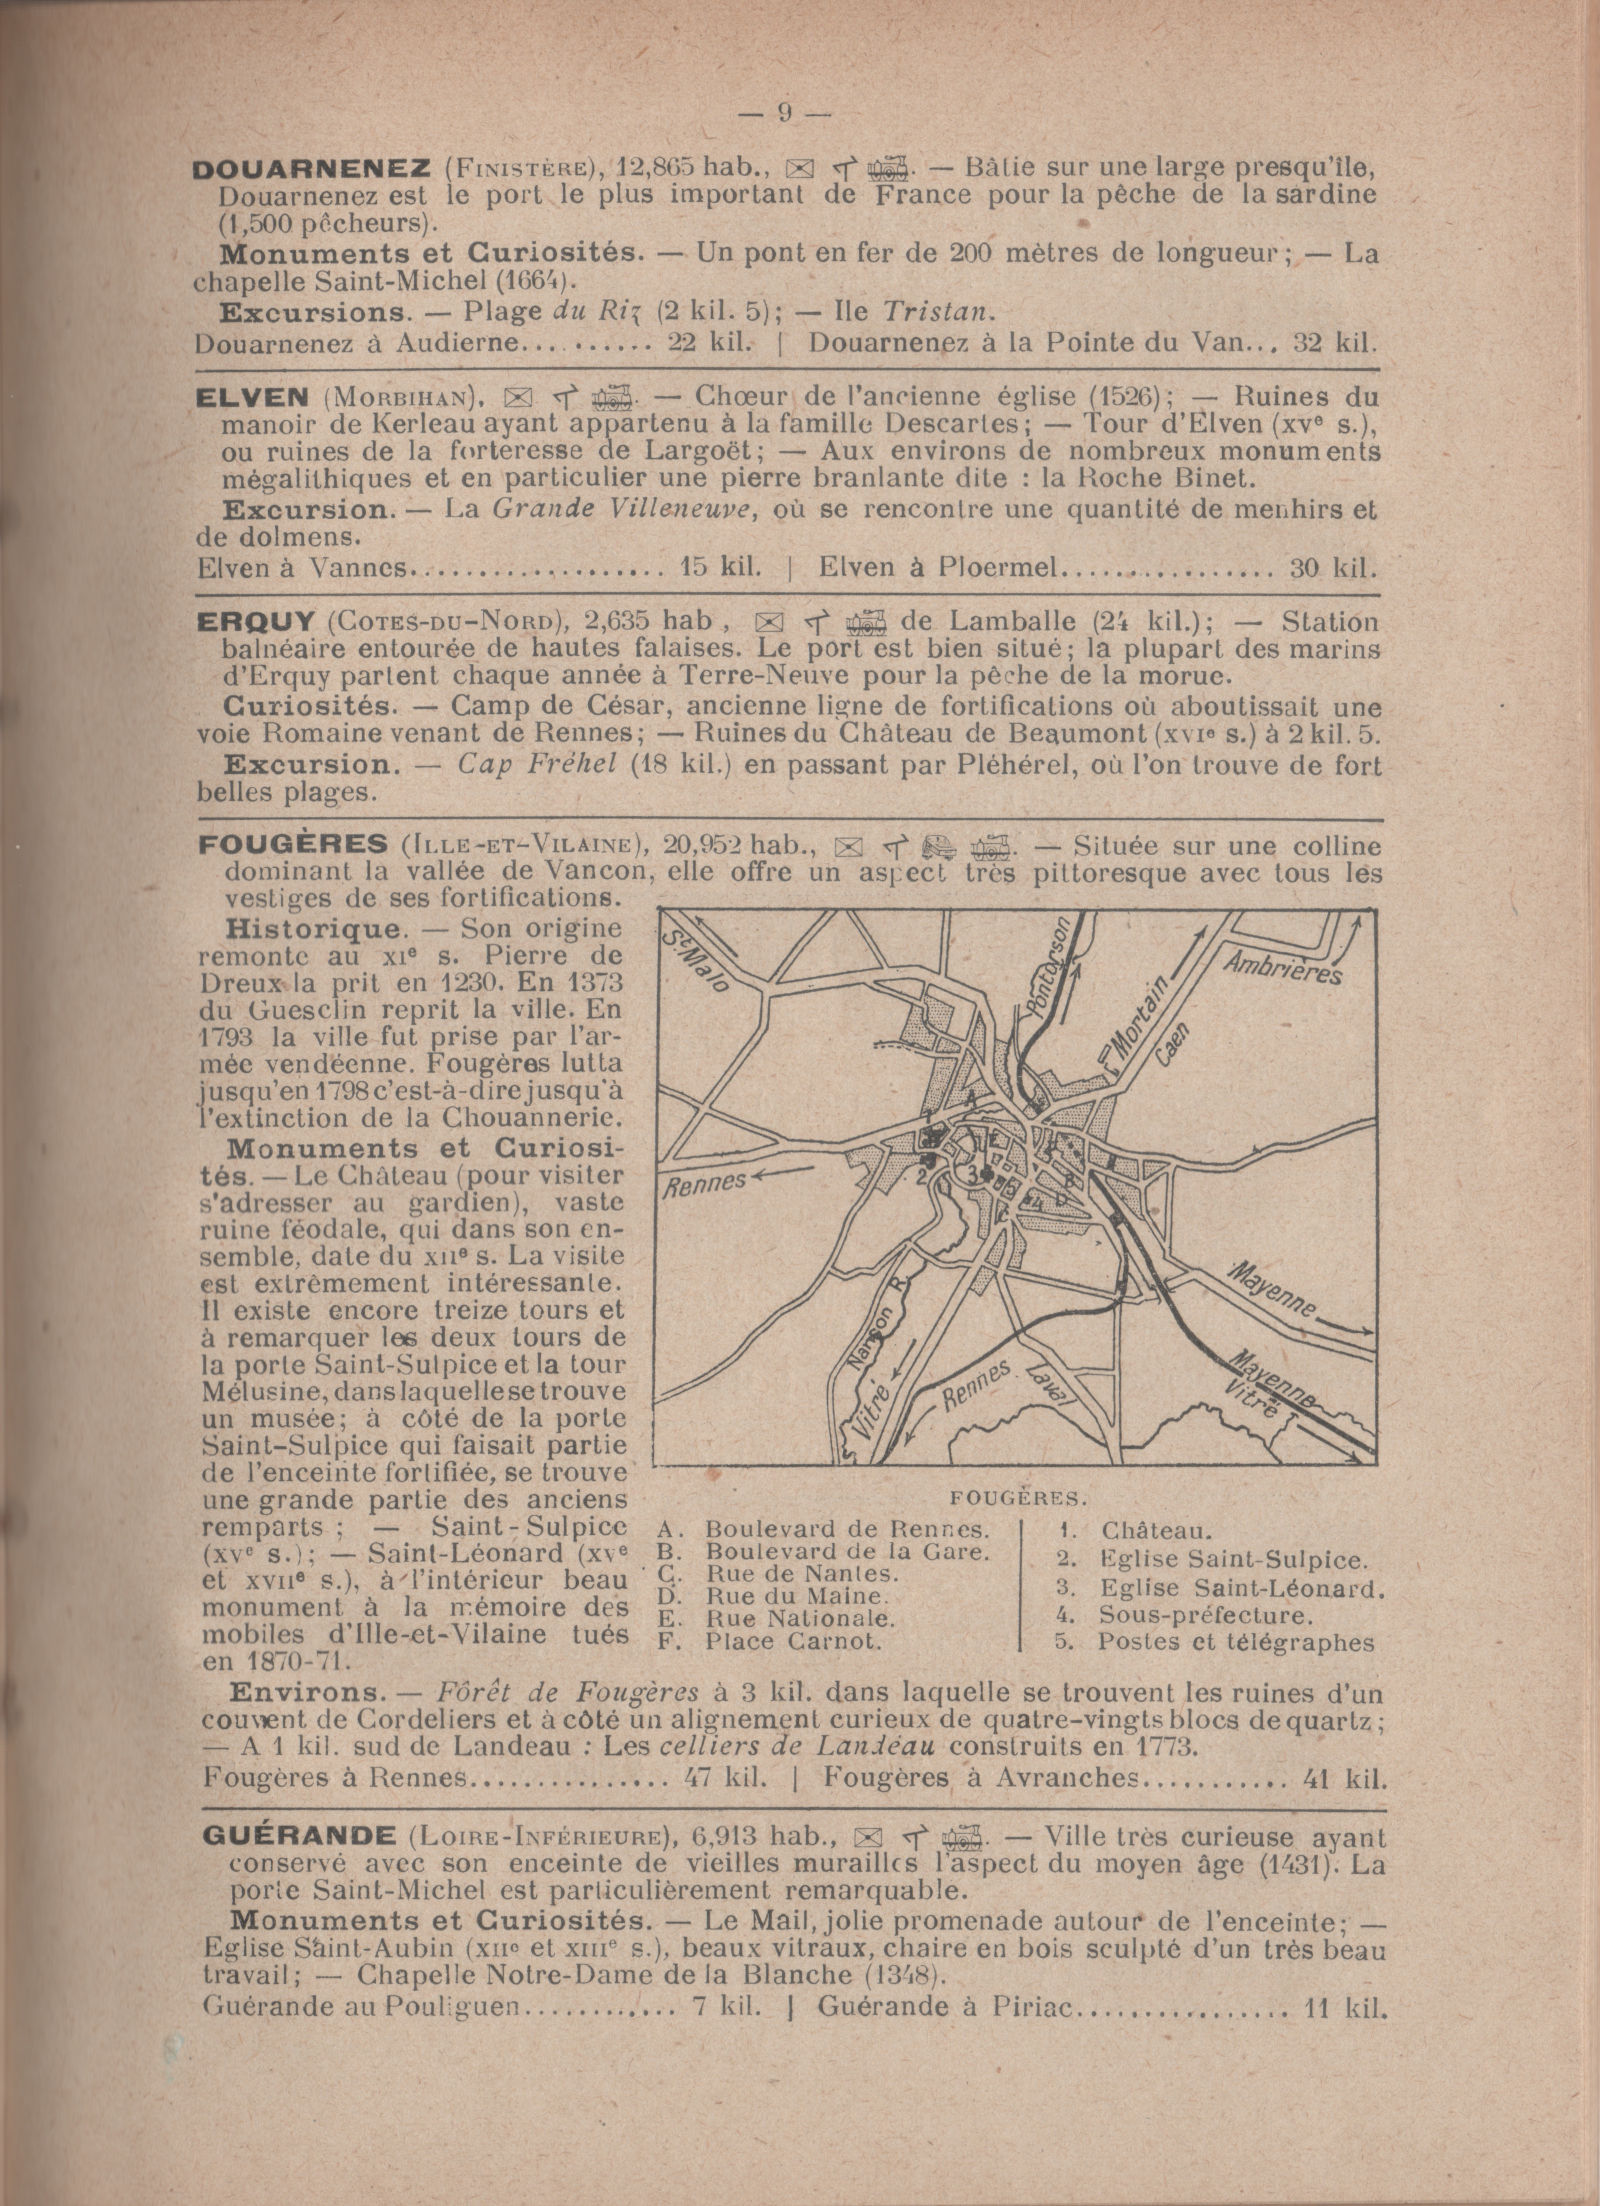 — 9 —
DOUARNENEZ (FINISTÈRE), 12,865 hab., — Bâtie sur une large presqu'île,
Douarnenez est le port le plus important de France pour la pêche de la sardine
(1,500 pêcheurs).
Monuments et Curiosités. — Un pont en fer de 200 mètres de longueur; — La
chapelle Saint-Michel (1664).
Excursions. — Plage du Riz (2 kil. 5); — Ile Tristan.
Douarnenez à Audierne.......... 22 kil. | Douarnenez à la Pointe du Van... 32 kil.
ELVEN (MORBIHAN), — Chœur de l'ancienne église (1526); — Ruines du
manoir de Kerleau ayant appartenu à la famille Descartes; — Tour d'Elven (XVe s.),
ou ruines de la forteresse de Largoët; — Aux environs de nombreux monuments
mégalithiques et en particulier une pierre branlante dite : la Roche Binet.
Excursion. — La Grande Villeneuve, où se rencontre une quantité de menhirs et
de dolmens.
Elven à Vannes................... 15 kil. | Elven à Ploermel................ 30 kil.
ERQUY (COTES-DU-NORD), 2,635 hab , de Lamballe (24 kil.); — Station
balnéaire entourée de hautes falaises. Le port est bien situé; la plupart des marins
d'Erquy partent chaque année à Terre-Neuve pour la pêche de la morue.
Curiosités. — Camp de César, ancienne ligne de fortifications où aboutissait une
voie Romaine venant de Rennes; — Ruines du Château de Beaumont (XVIe s.) à 2 kil. 5.
Excursion. — Cap Fréhel (18 kil.) en passant par Pléhérel, où l'on trouve de fort
belles plages.
FOUGÈRES (ILLE-ET-VILAINE), 20,952 hab., — Située sur une colline
dominant la vallée de Vancon, elle offre un aspect très pittoresque avec tous les
vestiges de ses fortifications.
Historique. — Son origine
remonte au XIe s. Pierre de
Dreux la prit en 1230. En 1373
du Guesclin reprit la ville. En
1793 la ville fut prise par l'ar-
mée vendéenne. Fougères lutta
jusqu'en 1798 c'est-à-dire jusqu'à
l'extinction de la Chouannerie.
Monuments et Curiosi-
tés. — Le Château (pour visiter
s'adresser au gardien), vaste
ruine féodale, qui dans son en-
semble, date du XIIe s. La visite
est extrêmement intéressante.
Il existe encore treize tours et
à remarquer les deux tours de
la porte Saint-Sulpice et la tour
Mélusine, dans laquelle se trouve
un musée; à côté de la porte
Saint-Sulpice qui faisait partie
de l'enceinte fortifiée, se trouve
une grande partie des anciens
remparts ; — Saint-Sulpice
(XVe s.); — Saint-Léonard (XVe
et XVIIe s.), à l'intérieur beau
monument à la mémoire des
mobiles d'Ille-et-Vilaine tués
en 1870-71.
St Malo
Pontorson
Mortain
Caen
Ambrières
Rennes
A
1
2
3
5
4
E
B
D
C
Mayenne
Mayenne
Vitré
Nançon R.
Vitré
Rennes
Laval
FOUGÈRES.
A. Boulevard de Rennes.
B. Boulevard de la Gare.
C. Rue de Nantes.
D. Rue du Maine.
E. Rue Nationale.
F. Place Carnot.
1. Château.
2. Eglise Saint-Sulpice.
3. Eglise Saint-Léonard.
4. Sous-préfecture.
5. Postes et télégraphes
Environs. — Fôrêt de Fougères à 3 kil. dans laquelle se trouvent les ruines d'un
couvent de Cordeliers et à côté un alignement curieux de quatre-vingts blocs de quartz;
— A 1 kil. sud de Landeau : Les celliers de Landéau construits en 1773.
Fougères à Rennes............... 47 kil. | Fougères à Avranches........... 41 kil.
GUÉRANDE (LOIRE-INFÉRIEURE), 6,913 hab., — Ville très curieuse ayant
conservé avec son enceinte de vieilles murailles l'aspect du moyen âge (1431). La
porte Saint-Michel est particulièrement remarquable.
Monuments et Curiosités. — Le Mail, jolie promenade autour de l'enceinte; —
Eglise Saint-Aubin (XIIe et XIIIe s.), beaux vitraux, chaire en bois sculpté d'un très beau
travail; — Chapelle Notre-Dame de la Blanche (1348).
Guérande au Pouliguen............ 7 kil. | Guérande à Piriac................ 11 kil.